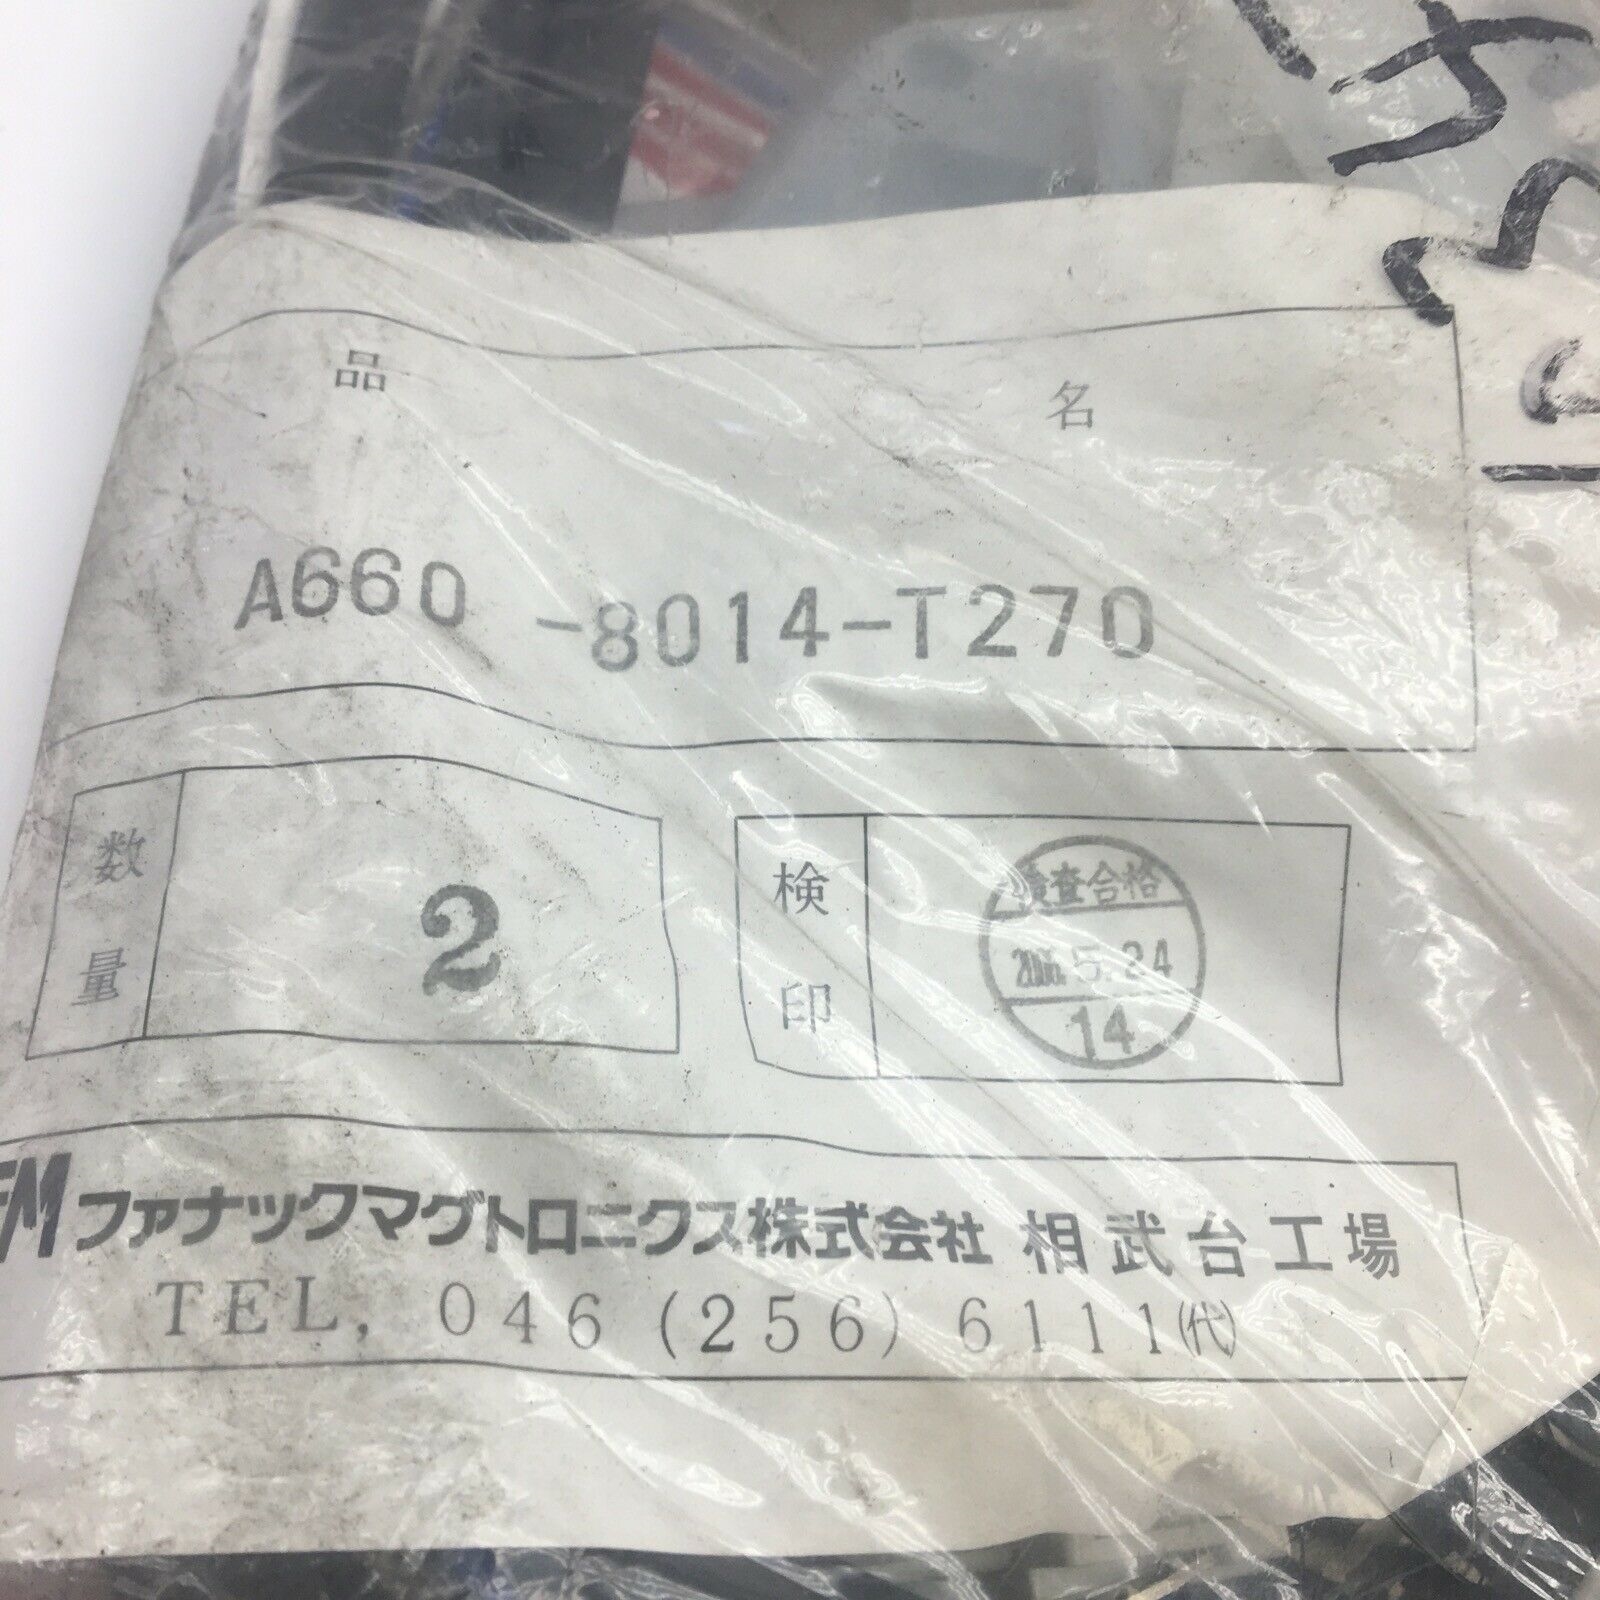 品名
A660-8014-T270
数量
2
検印
検査合格
5.24
14
FM ファナックマグトロニクス株式会社 相武台工場
TEL, 046 (256) 6111(代)